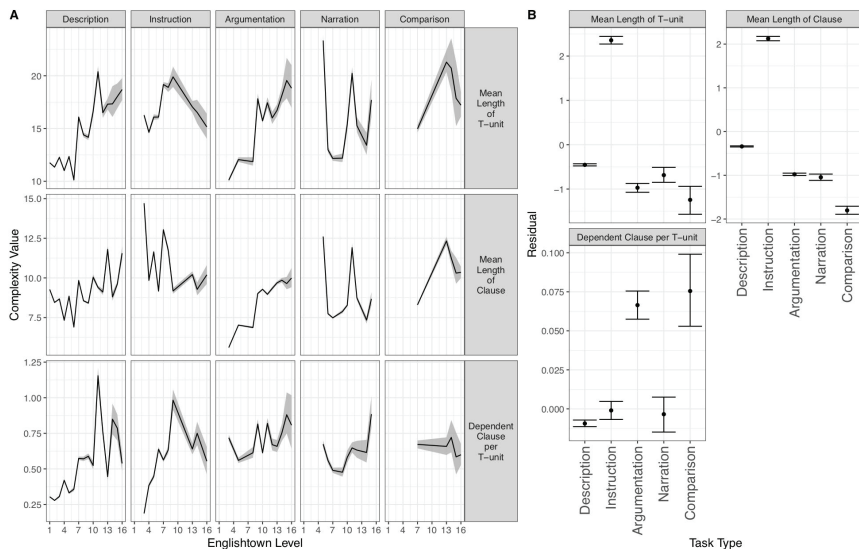 A
Description
Instruction
Argumentation
Narration
Comparison
20
15
10
Mean
Length
of
T−unit
15.0
12.5
10.0
7.5
Mean
Length
of
Clause
1.25
1.00
0.75
0.50
0.25
Dependent
Clause
per
T−unit
1 4 7 10 13 16
1 4 7 10 13 16
1 4 7 10 13 16
1 4 7 10 13 16
1 4 7 10 13 16
Complexity Value
Englishtown Level
B
Mean Length of T−unit
2
1
0
−1
Mean Length of Clause
2
1
0
−1
−2
Description
Instruction
Argumentation
Narration
Comparison
Dependent Clause per T−unit
0.100
0.075
0.050
0.025
0.000
Description
Instruction
Argumentation
Narration
Comparison
Residual
Task Type